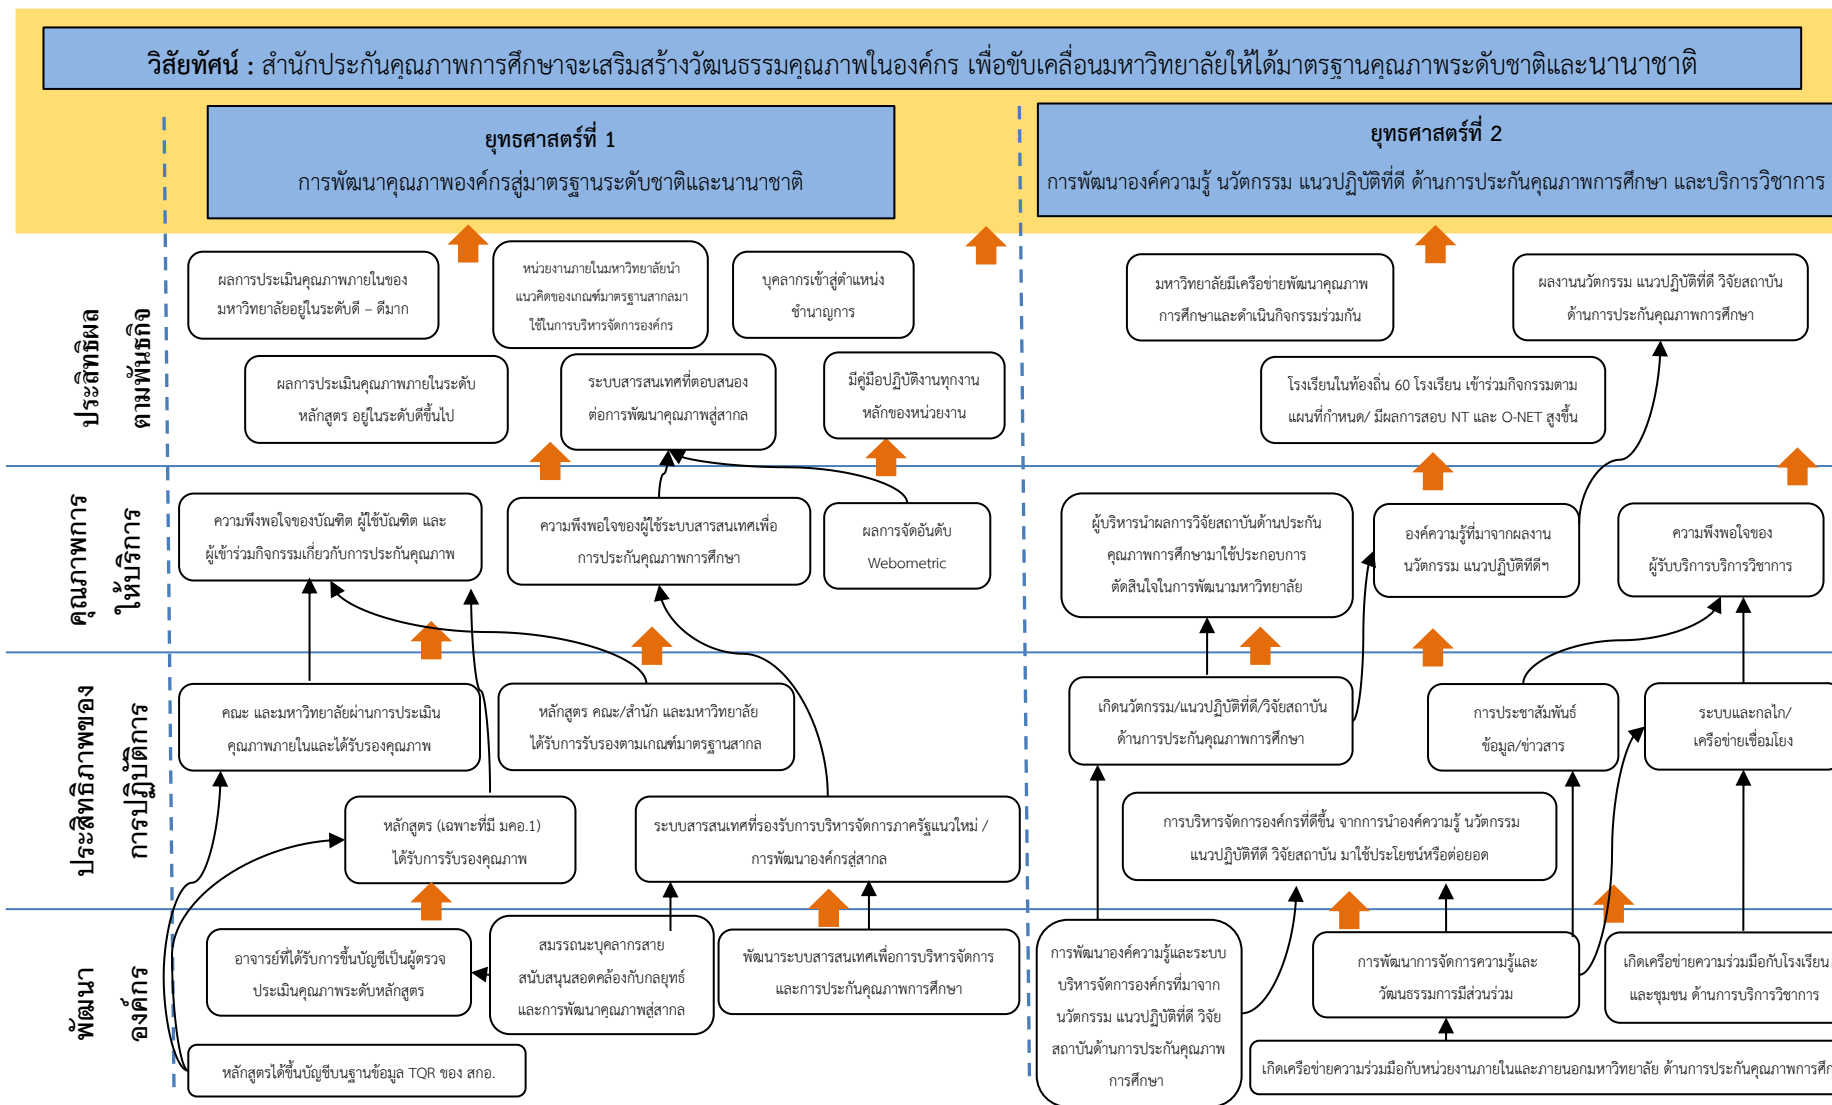 วิสัยทัศน์ : สำนักประกันคุณภาพการศึกษาจะเสริมสร้างวัฒนธรรมคุณภาพในองค์กร เพื่อขับเคลื่อนมหาวิทยาลัยให้ได้มาตรฐานคุณภาพระดับชาติและนานาชาติ
ยุทธศาสตร์ที่ 1
การพัฒนาคุณภาพองค์กรสู่มาตรฐานระดับชาติและนานาชาติ
ยุทธศาสตร์ที่ 2
การพัฒนาองค์ความรู้ นวัตกรรม แนวปฏิบัติที่ดี ด้านการประกันคุณภาพการศึกษา และบริการวิชาการ
ประสิทธิผล
ตามพันธกิจ
ผลการประเมินคุณภาพภายในของ
มหาวิทยาลัยอยู่ในระดับดี – ดีมาก
หน่วยงานภายในมหาวิทยาลัยนำ
แนวคิดของเกณฑ์มาตรฐานสากลมา
ใช้ในการบริหารจัดการองค์กร
บุคลากรเข้าสู่ตำแหน่ง
ชำนาญการ
มหาวิทยาลัยมีเครือข่ายพัฒนาคุณภาพ
การศึกษาและดำเนินกิจกรรมร่วมกัน
ผลงานนวัตกรรม แนวปฏิบัติที่ดี วิจัยสถาบัน
ด้านการประกันคุณภาพการศึกษา
ผลการประเมินคุณภาพภายในระดับ
หลักสูตร อยู่ในระดับดีขึ้นไป
ระบบสารสนเทศที่ตอบสนอง
ต่อการพัฒนาคุณภาพสู่สากล
มีคู่มือปฏิบัติงานทุกงาน
หลักของหน่วยงาน
โรงเรียนในท้องถิ่น 60 โรงเรียน เข้าร่วมกิจกรรมตาม
แผนที่กำหนด/ มีผลการสอบ NT และ O-NET สูงขึ้น
คุณภาพการ
ให้บริการ
ความพึงพอใจของบัณฑิต ผู้ใช้บัณฑิต และ
ผู้เข้าร่วมกิจกรรมเกี่ยวกับการประกันคุณภาพ
ความพึงพอใจของผู้ใช้ระบบสารสนเทศเพื่อ
การประกันคุณภาพการศึกษา
ผลการจัดอันดับ
Webometric
ผู้บริหารนำผลการวิจัยสถาบันด้านประกัน
คุณภาพการศึกษามาใช้ประกอบการ
ตัดสินใจในการพัฒนามหาวิทยาลัย
องค์ความรู้ที่มาจากผลงาน
นวัตกรรม แนวปฏิบัติที่ดีฯ
ความพึงพอใจของ
ผู้รับบริการบริการวิชาการ
ประสิทธิภาพของ
การปฏิบัติการ
คณะ และมหาวิทยาลัยผ่านการประเมิน
คุณภาพภายในและได้รับรองคุณภาพ
หลักสูตร คณะ/สำนัก และมหาวิทยาลัย
ได้รับการรับรองตามเกณฑ์มาตรฐานสากล
เกิดนวัตกรรม/แนวปฏิบัติที่ดี/วิจัยสถาบัน
ด้านการประกันคุณภาพการศึกษา
การประชาสัมพันธ์
ข้อมูล/ข่าวสาร
ระบบและกลไก/
เครือข่ายเชื่อมโยง
หลักสูตร (เฉพาะที่มี มคอ.1)
ได้รับการรับรองคุณภาพ
ระบบสารสนเทศที่รองรับการบริหารจัดการภาครัฐแนวใหม่ /
การพัฒนาองค์กรสู่สากล
การบริหารจัดการองค์กรที่ดีขึ้น จากการนำองค์ความรู้ นวัตกรรม
แนวปฏิบัติที่ดี วิจัยสถาบัน มาใช้ประโยชน์หรือต่อยอด
พัฒนา
องค์กร
อาจารย์ที่ได้รับการขึ้นบัญชีเป็นผู้ตรวจ
ประเมินคุณภาพระดับหลักสูตร
สมรรถนะบุคลากรสาย
สนับสนุนสอดคล้องกับกลยุทธ์
และการพัฒนาคุณภาพสู่สากล
พัฒนาระบบสารสนเทศเพื่อการบริหารจัดการ
และการประกันคุณภาพการศึกษา
การพัฒนาองค์ความรู้และระบบ
บริหารจัดการองค์กรที่มาจาก
นวัตกรรม แนวปฏิบัติที่ดี วิจัย
สถาบันด้านการประกันคุณภาพ
การศึกษา
การพัฒนาการจัดการความรู้และ
วัฒนธรรมการมีส่วนร่วม
เกิดเครือข่ายความร่วมมือกับโรงเรียน
และชุมชน ด้านการบริการวิชาการ
หลักสูตรได้ขึ้นบัญชีบนฐานข้อมูล TQR ของ สกอ.
เกิดเครือข่ายความร่วมมือกับหน่วยงานภายในและภายนอกมหาวิทยาลัย ด้านการประกันคุณภาพการศึก